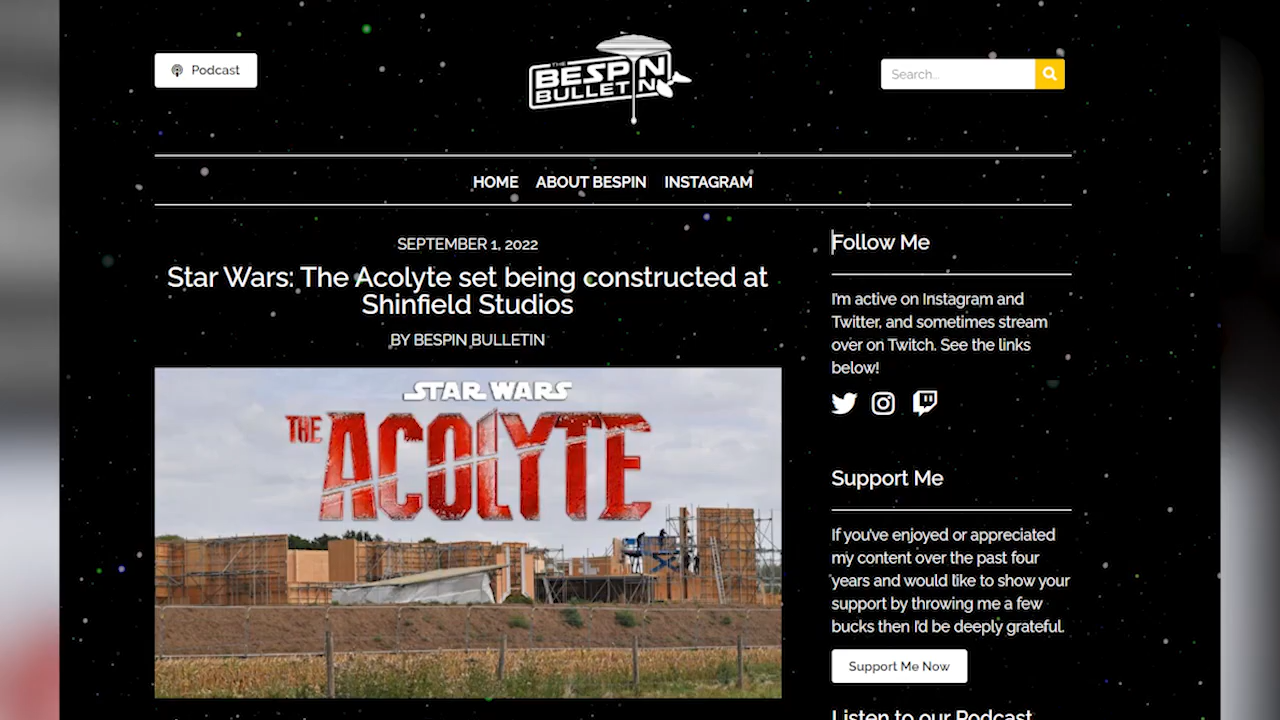 Podcast
THE
BESPIN
BULLETIN
Search...
HOME
ABOUT BESPIN
INSTAGRAM
SEPTEMBER 1, 2022
Star Wars: The Acolyte set being constructed at
Shinfield Studios
BY BESPIN BULLETIN
STAR WARS
THE ACOLYTE
Follow Me
I'm active on Instagram and
Twitter, and sometimes stream
over on Twitch. See the links
below!
Support Me
If you've enjoyed or appreciated
my content over the past four
years and would like to show your
support by throwing me a few
bucks then I'd be deeply grateful.
Support Me Now
Listen to our Podcast